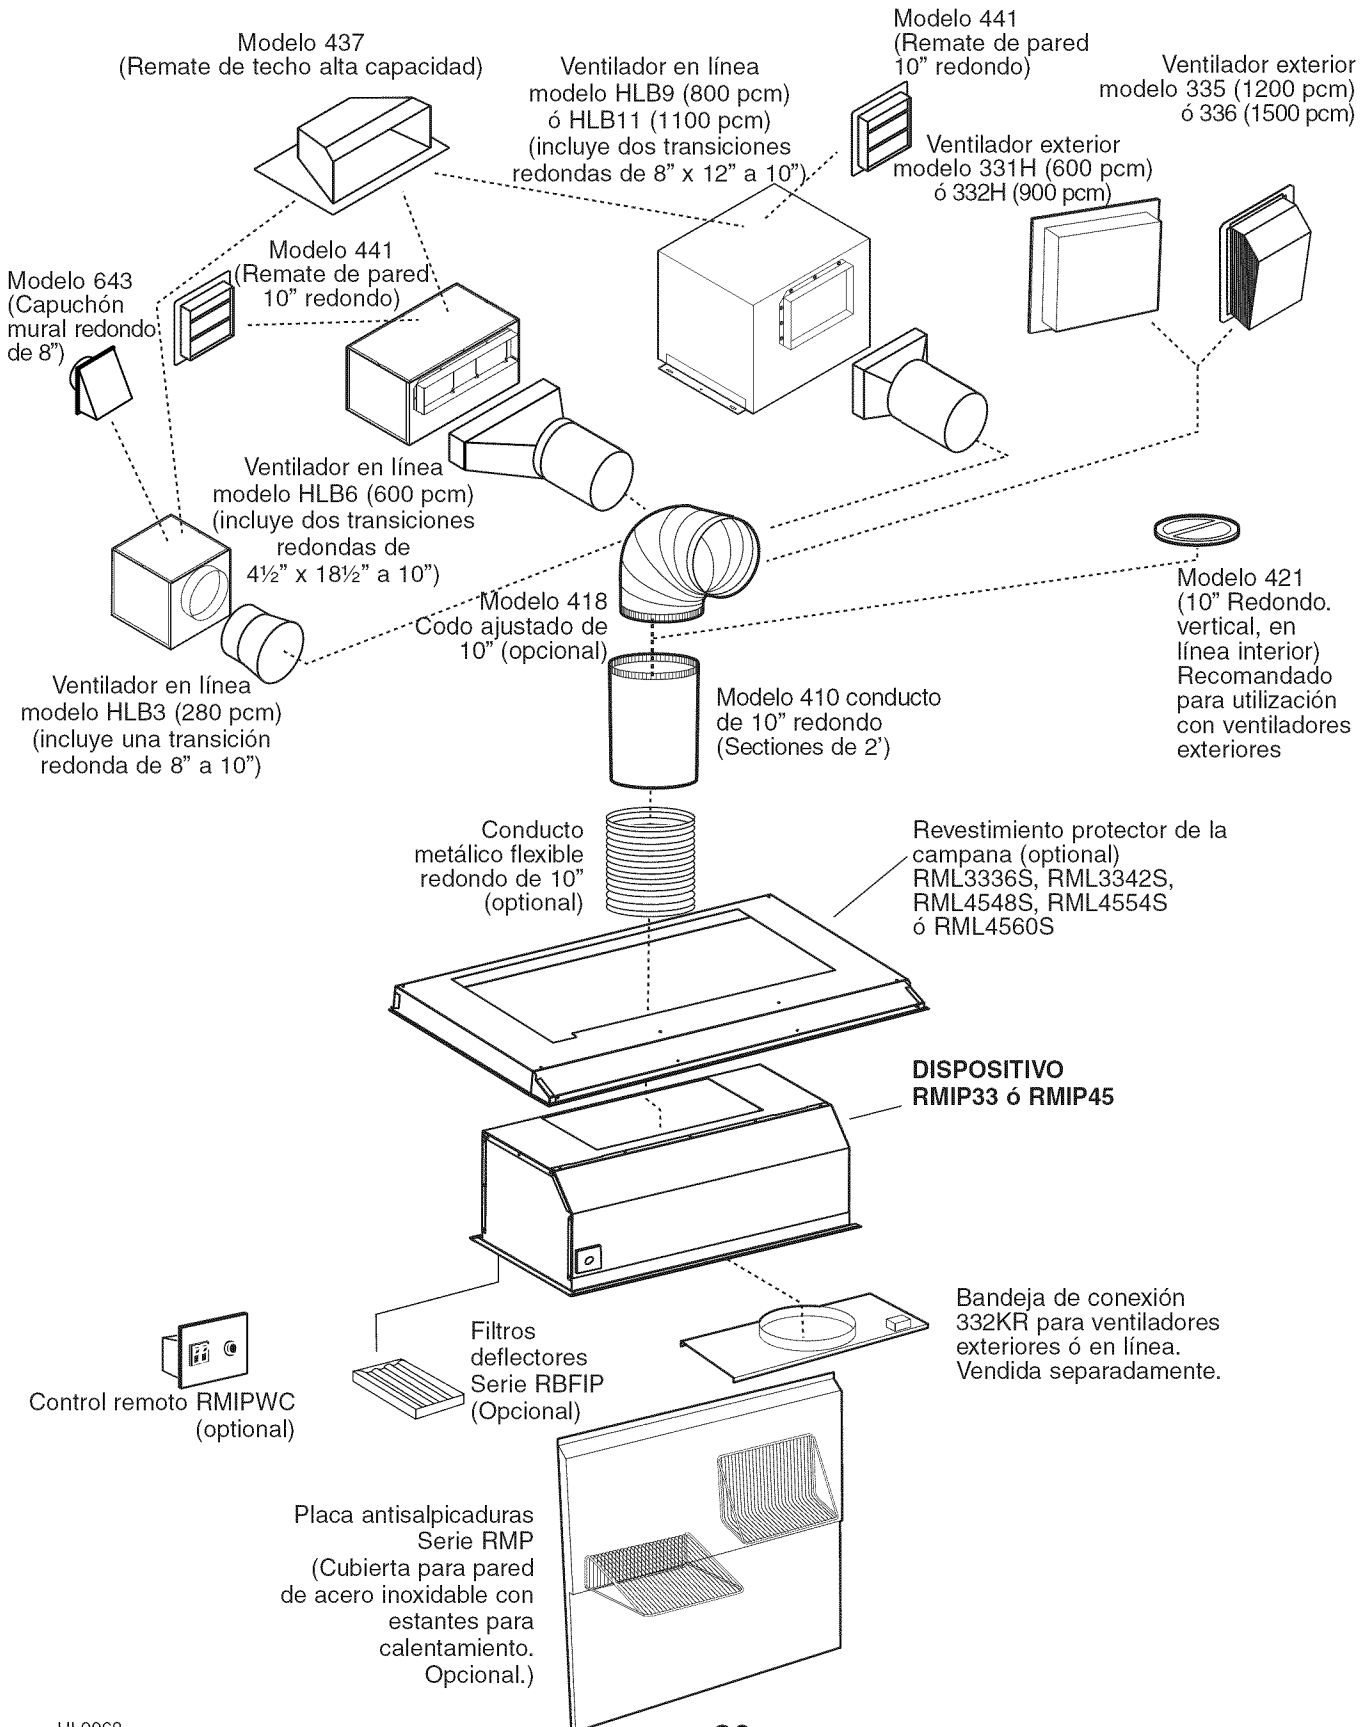 Modelo 437
(Remate de techo alta capacidad)
Ventilador en línea
modelo HLB9 (800 pcm)
ó HLB11 (1100 pcm)
(incluye dos transiciones
redondas de 8” x 12” a 10”)
Modelo 441
(Remate de pared
10” redondo)
Ventilador exterior
modelo 335 (1200 pcm)
ó 336 (1500 pcm)
Ventilador exterior
modelo 331H (600 pcm)
ó 332H (900 pcm)
Modelo 441
(Remate de pared
10” redondo)
Modelo 643
(Capuchón
mural redondo
de 8”)
Ventilador en línea
modelo HLB6 (600 pcm)
(incluye dos transiciones
redondas de
4½” x 18½” a 10”)
Modelo 418
Codo ajustado de
10” (opcional)
Modelo 421
(10” Redondo.
vertical, en
línea interior)
Recomandado
para utilización
con ventiladores
exteriores
Ventilador en línea
modelo HLB3 (280 pcm)
(incluye una transición
redonda de 8” a 10”)
Modelo 410 conducto
de 10” redondo
(Sectiones de 2’)
Conducto
metálico flexible
redondo de 10”
(optional)
Revestimiento protector de la
campana (optional)
RML3336S, RML3342S,
RML4548S, RML4554S
ó RML4560S
DISPOSITIVO
RMIP33 ó RMIP45
Bandeja de conexión
332KR para ventiladores
exteriores ó en línea.
Vendida separadamente.
Filtros
deflectores
Serie RBFIP
(Opcional)
Control remoto RMIPWC
(optional)
Placa antisalpicaduras
Serie RMP
(Cubierta para pared
de acero inoxidable con
estantes para
calentamiento.
Opcional.)